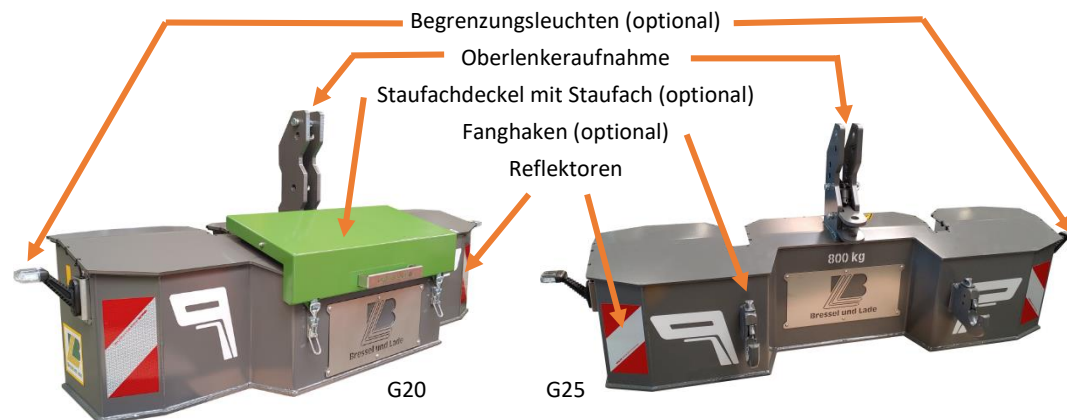 Begrenzungsleuchten (optional)
Oberlenkeraufnahme
Staufachdeckel mit Staufach (optional)
Fanghaken (optional)
Reflektoren
800 kg
Bressel und Lade
Bressel und Lade
G20
G25